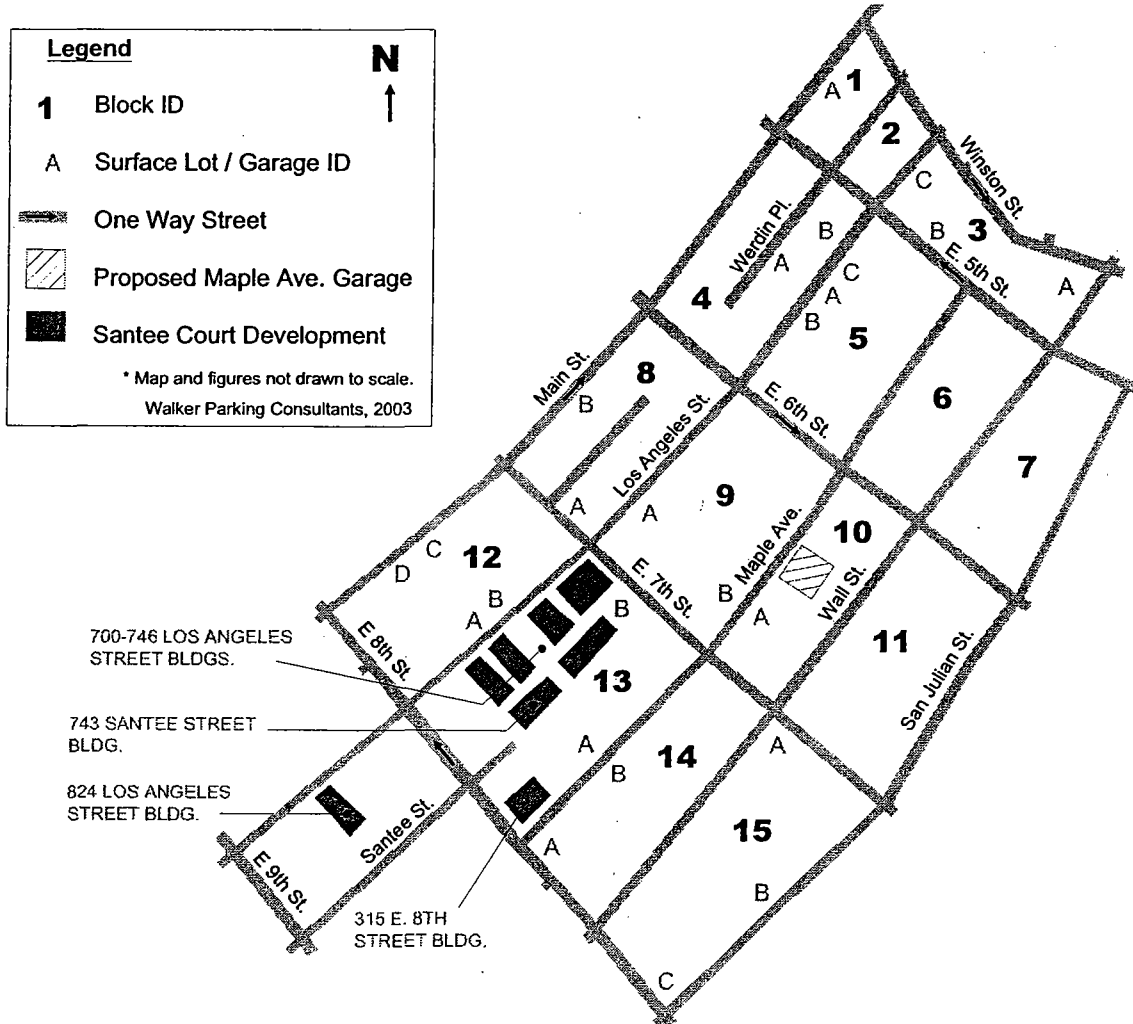 Legend
N
1 Block ID
A Surface Lot / Garage ID
One Way Street
Proposed Maple Ave. Garage
Santee Court Development
* Map and figures not drawn to scale.
Walker Parking Consultants, 2003
1
A
2
Winston St.
C
3
B
E. 5th St.
A
Werdin Pl.
B
A
4
C
A
B
5
6
7
Main St.
8
B
A
Los Angeles St.
E. 6th St.
9
A
B
Maple Ave.
10
A
Wall St.
11
San Julian St.
E. 7th St.
12
C
D
B
A
E 8th St.
B
13
A
700-746 LOS ANGELES
STREET BLDGS.
743 SANTEE STREET
BLDG.
824 LOS ANGELES
STREET BLDG.
Santee St.
E 9th St.
315 E. 8TH
STREET BLDG.
14
B
A
15
A
B
C